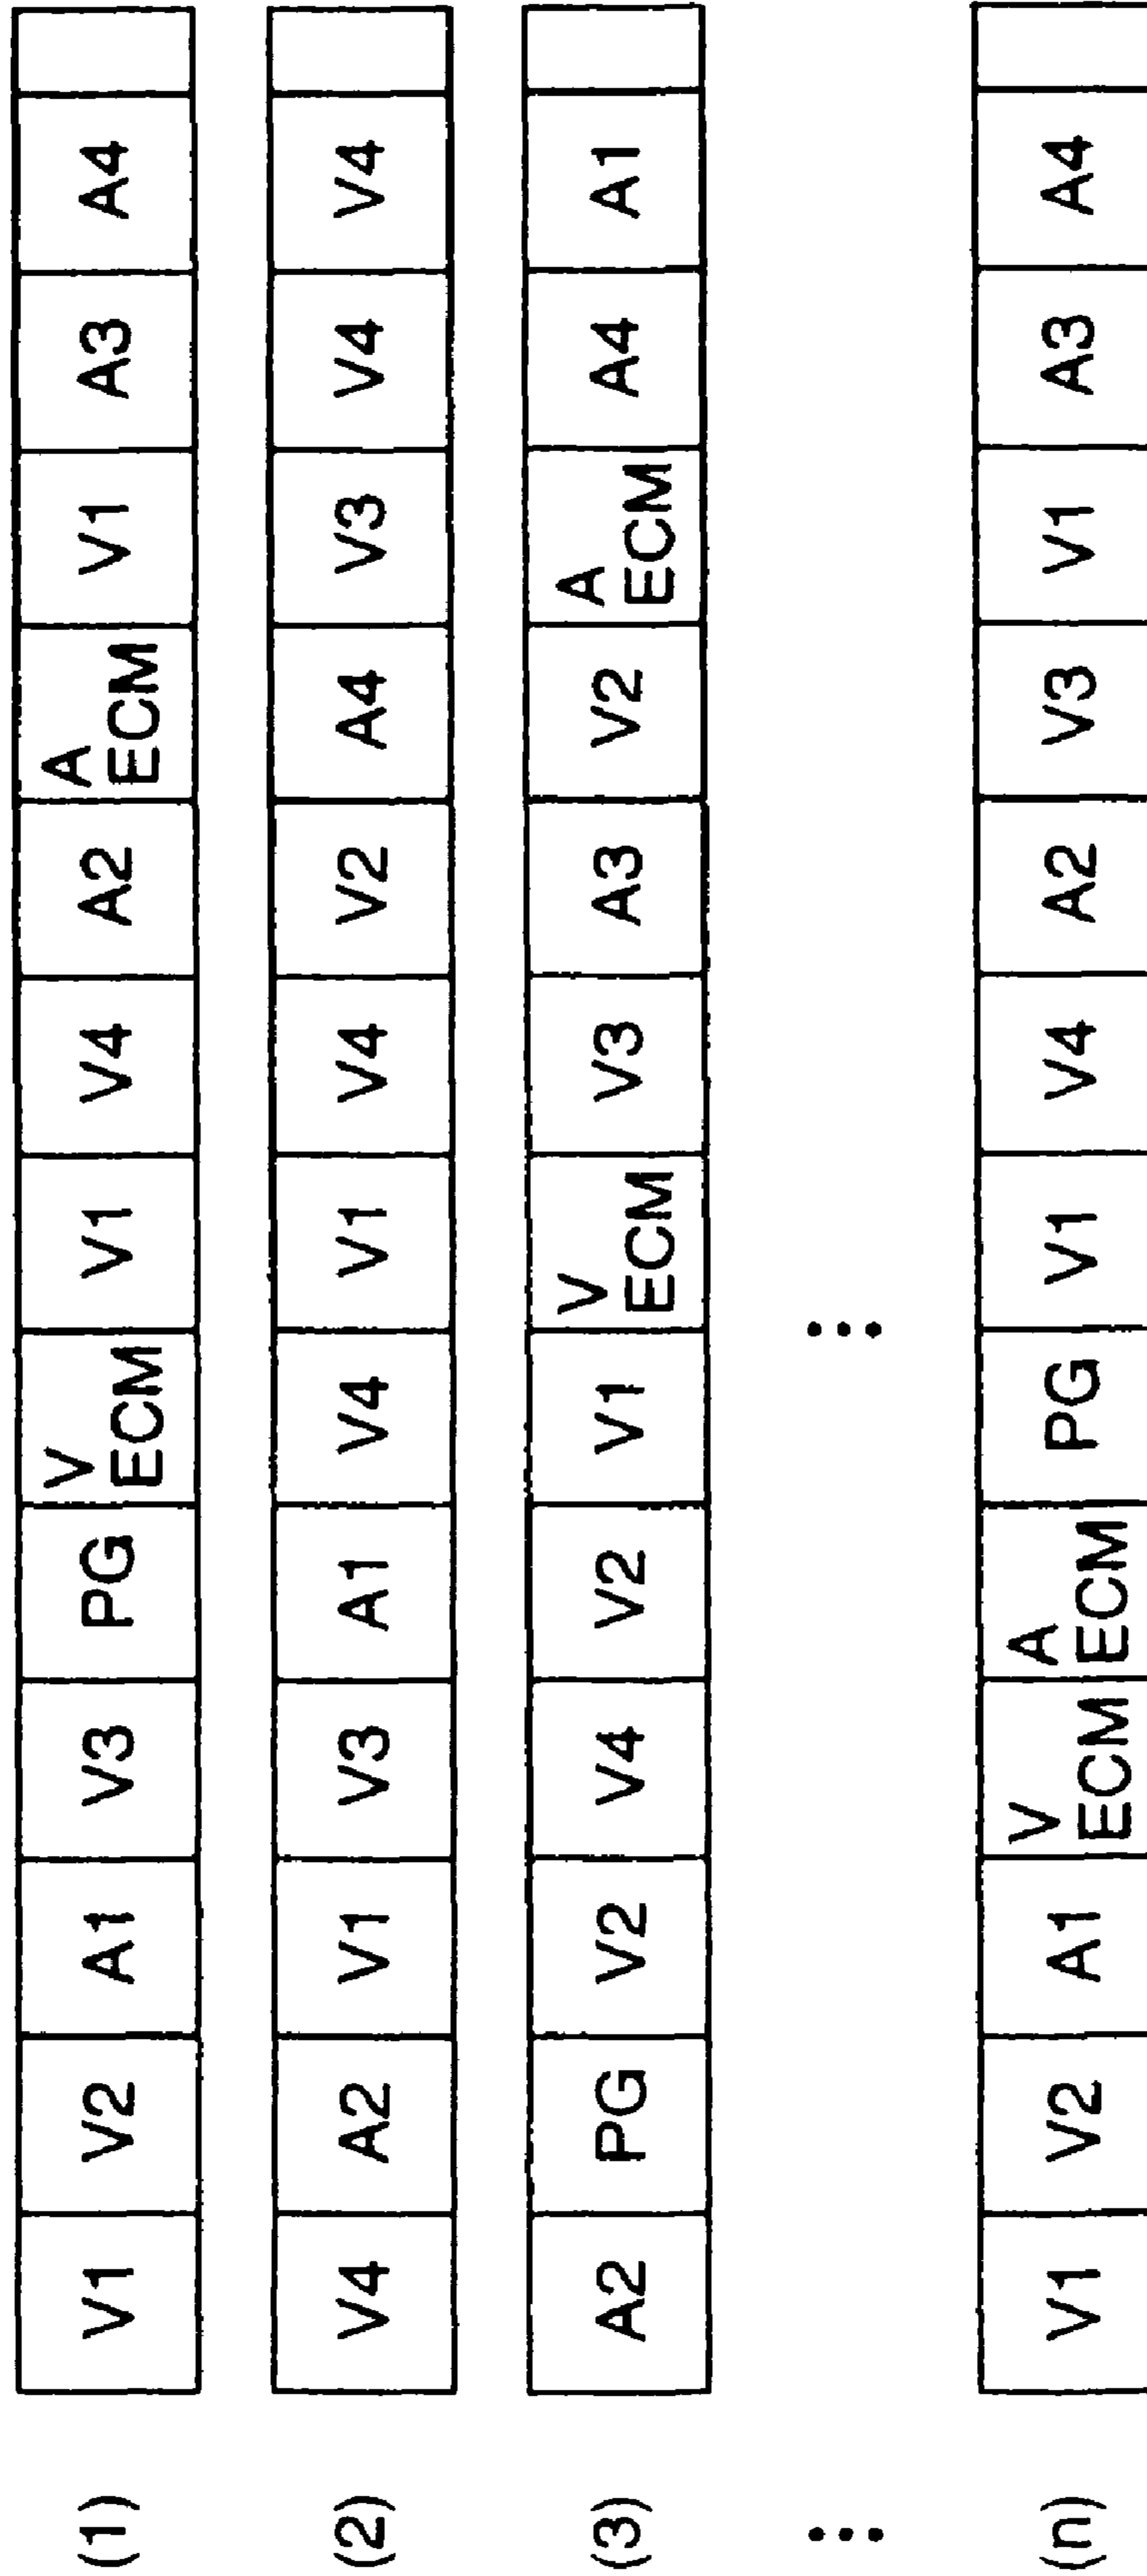 (1) V1 V2 A1 V3 PG V ECM V1 V4 A2 A ECM V1 A3 A4
(2) V4 A2 V1 V3 A1 V4 V1 V4 V2 A4 V3 V4 V4
(3) A2 PG V2 V4 V2 V1 V ECM V3 A3 V2 A ECM A4 A1
⋮ ⋮
(n) V1 V2 A1 V ECM A ECM PG V1 V4 A2 V3 V1 A3 A4